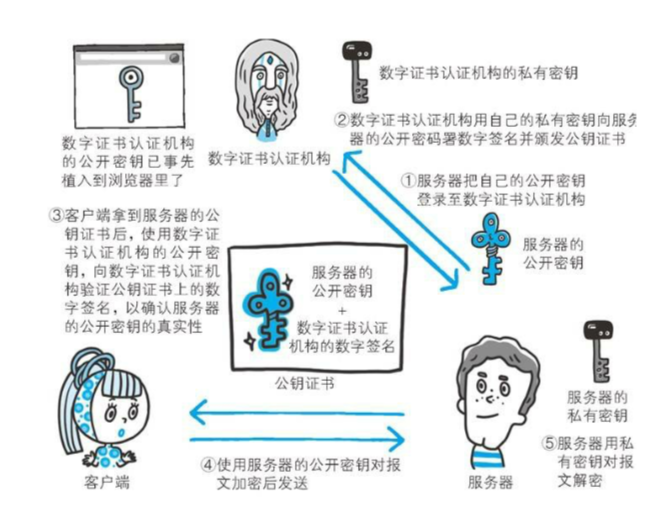 数字证书认证机构
的公开密钥已事先
植入到浏览器里了
数字证书认证机构
数字证书认证机构的私有密钥
②数字证书认证机构用自己的私有密钥向服务
器的公开密码署数字签名并颁发公钥证书
①服务器把自己的公开密钥
登录至数字证书认证机构
服务器的
公开密钥
③客户端拿到服务器的公
钥证书后，使用数字证
书认证机构的公开密
钥，向数字证书认证机
构验证公钥证书上的数
字签名，以确认服务器
的公开密钥的真实性
服务器的
公开密钥
+
数字证书认证
机构的数字签名
公钥证书
服务器的
私有密钥
⑤服务器用私
有密钥对报
文解密
④使用服务器的公开密钥对报
文加密后发送
客户端
服务器